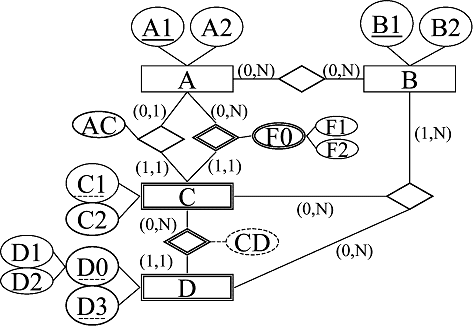 A1 A2 B1 B2
A (0,N) (0,N) B
(0,1) (0,N)
AC F0 F1
F2
(1,N)
(1,1) (1,1)
C1
C2 C
(0,N) (0,N)
CD
D1 D0
D2
(1,1) (0,N)
D3 D